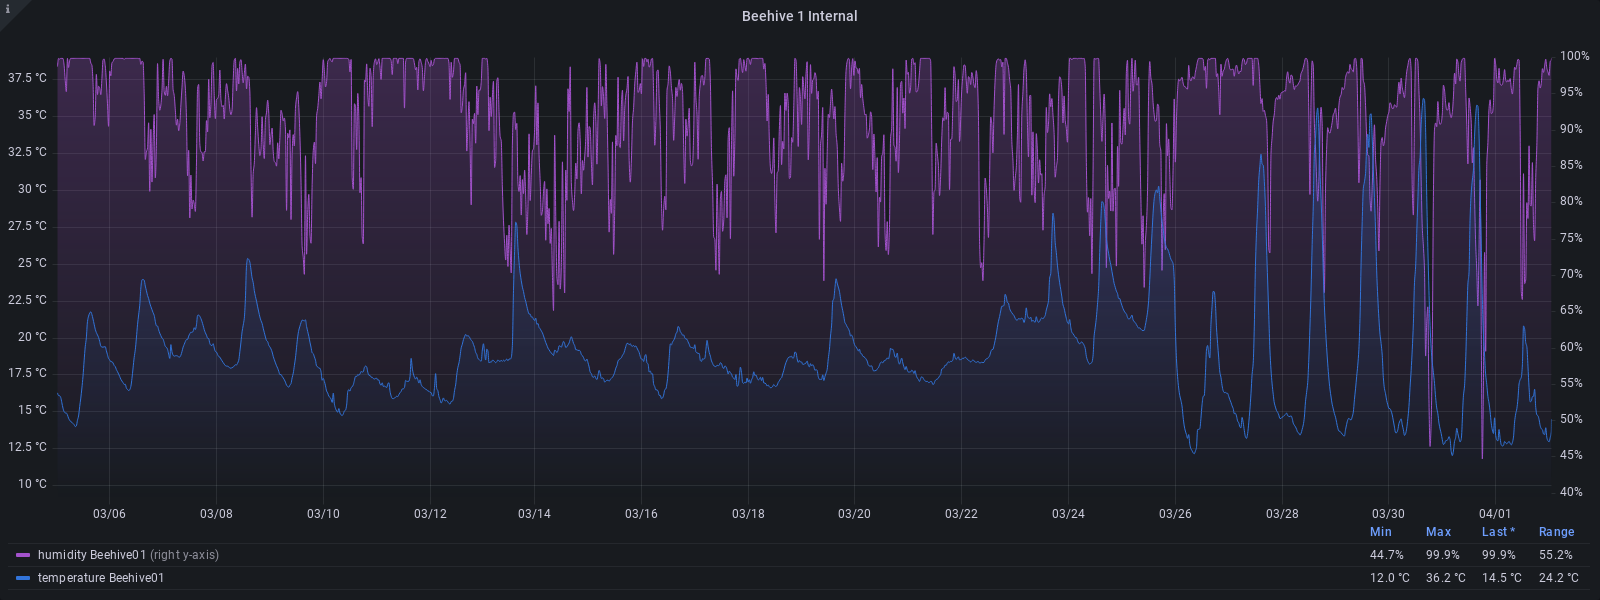 i
Beehive 1 Internal
37.5 °C
35 °C
32.5 °C
30 °C
27.5 °C
25 °C
22.5 °C
20 °C
17.5 °C
15 °C
12.5 °C
10 °C
100%
95%
90%
85%
80%
75%
70%
65%
60%
55%
50%
45%
40%
03/06 03/08 03/10 03/12 03/14 03/16 03/18 03/20 03/22 03/24 03/26 03/28 03/30 04/01
Min Max Last * Range
humidity Beehive01 (right y-axis) 44.7% 99.9% 99.9% 55.2%
temperature Beehive01 12.0 °C 36.2 °C 14.5 °C 24.2 °C